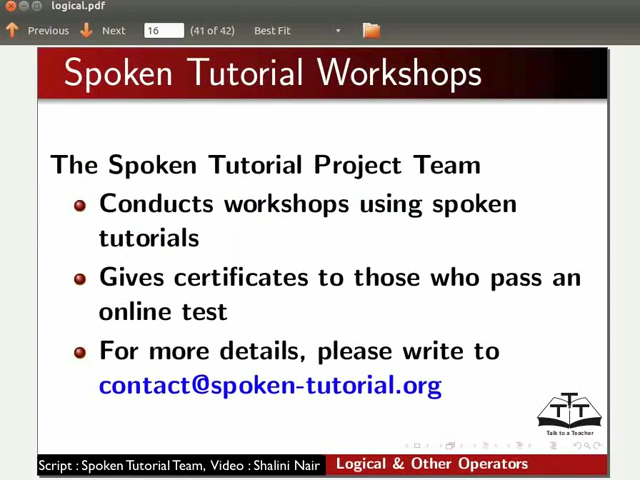 logical.pdf
Previous Next 16 (41 of 42) Best Fit
Spoken Tutorial Workshops
The Spoken Tutorial Project Team
Conducts workshops using spoken
tutorials
Gives certificates to those who pass an
online test
For more details, please write to
contact@spoken-tutorial.org
TTT
Talk to a Teacher
Script : Spoken Tutorial Team, Video : Shalini Nair Logical & Other Operators